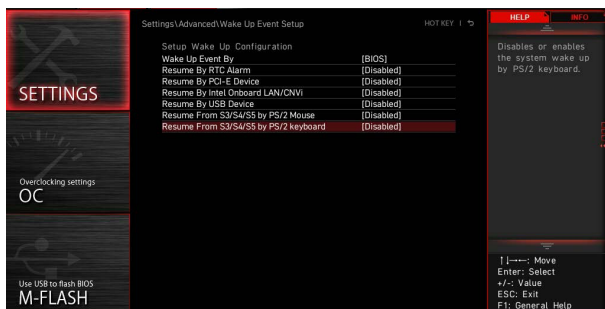 Settings\Advanced\Wake Up Event Setup
HOT KEY |
HELP
INFO
Setup Wake Up Configuration
Wake Up Event By [BIOS]
Resume By RTC Alarm [Disabled]
Resume By PCI-E Device [Disabled]
Resume By Intel Onboard LAN/CNVi [Disabled]
Resume By USB Device [Disabled]
Resume From S3/S4/S5 by PS/2 Mouse [Disabled]
Resume From S3/S4/S5 by PS/2 keyboard [Disabled]
Disables or enables
the system wake up
by PS/2 keyboard.
SETTINGS
Overclocking settings
OC
Use USB to flash BIOS
M-FLASH
↑↓→←: Move
Enter: Select
+/-: Value
ESC: Exit
F1: General Help